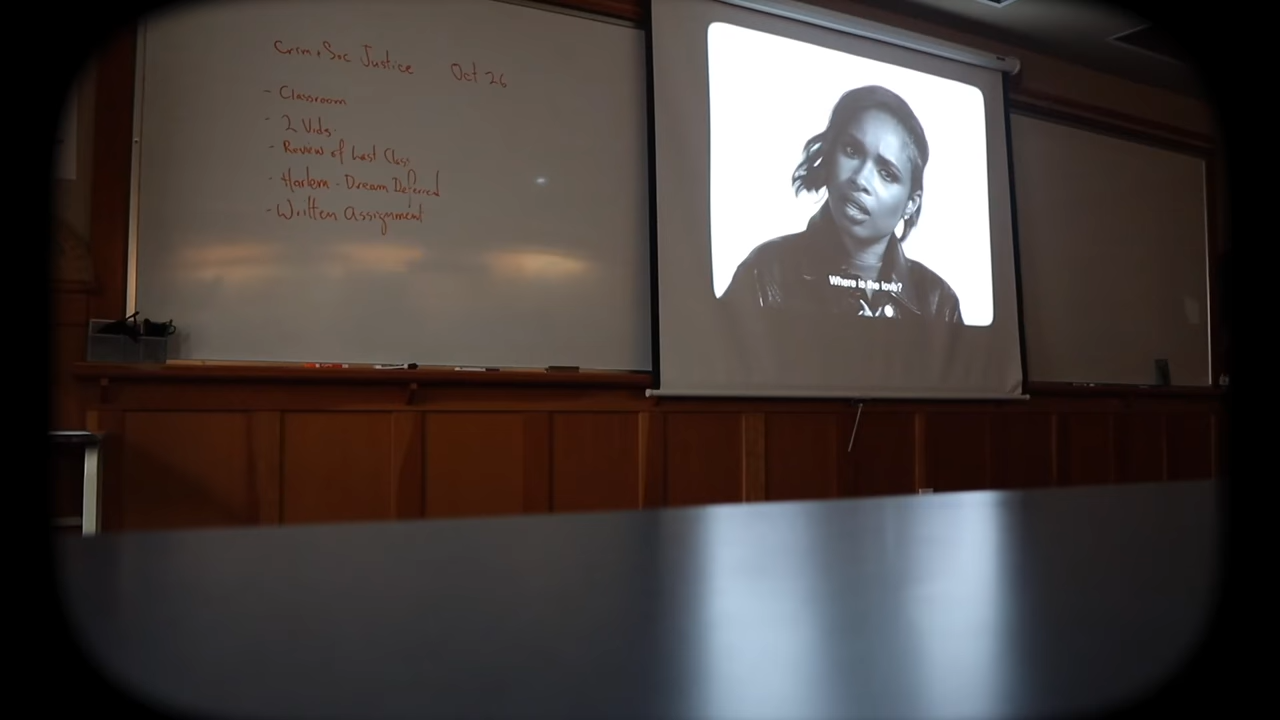 Crim + Soc Justice Oct 26
- Classroom
- 2 Vids.
- Review of Last Class
- Harlem - Dream Deferred
- Written Assignment
Where is the love?